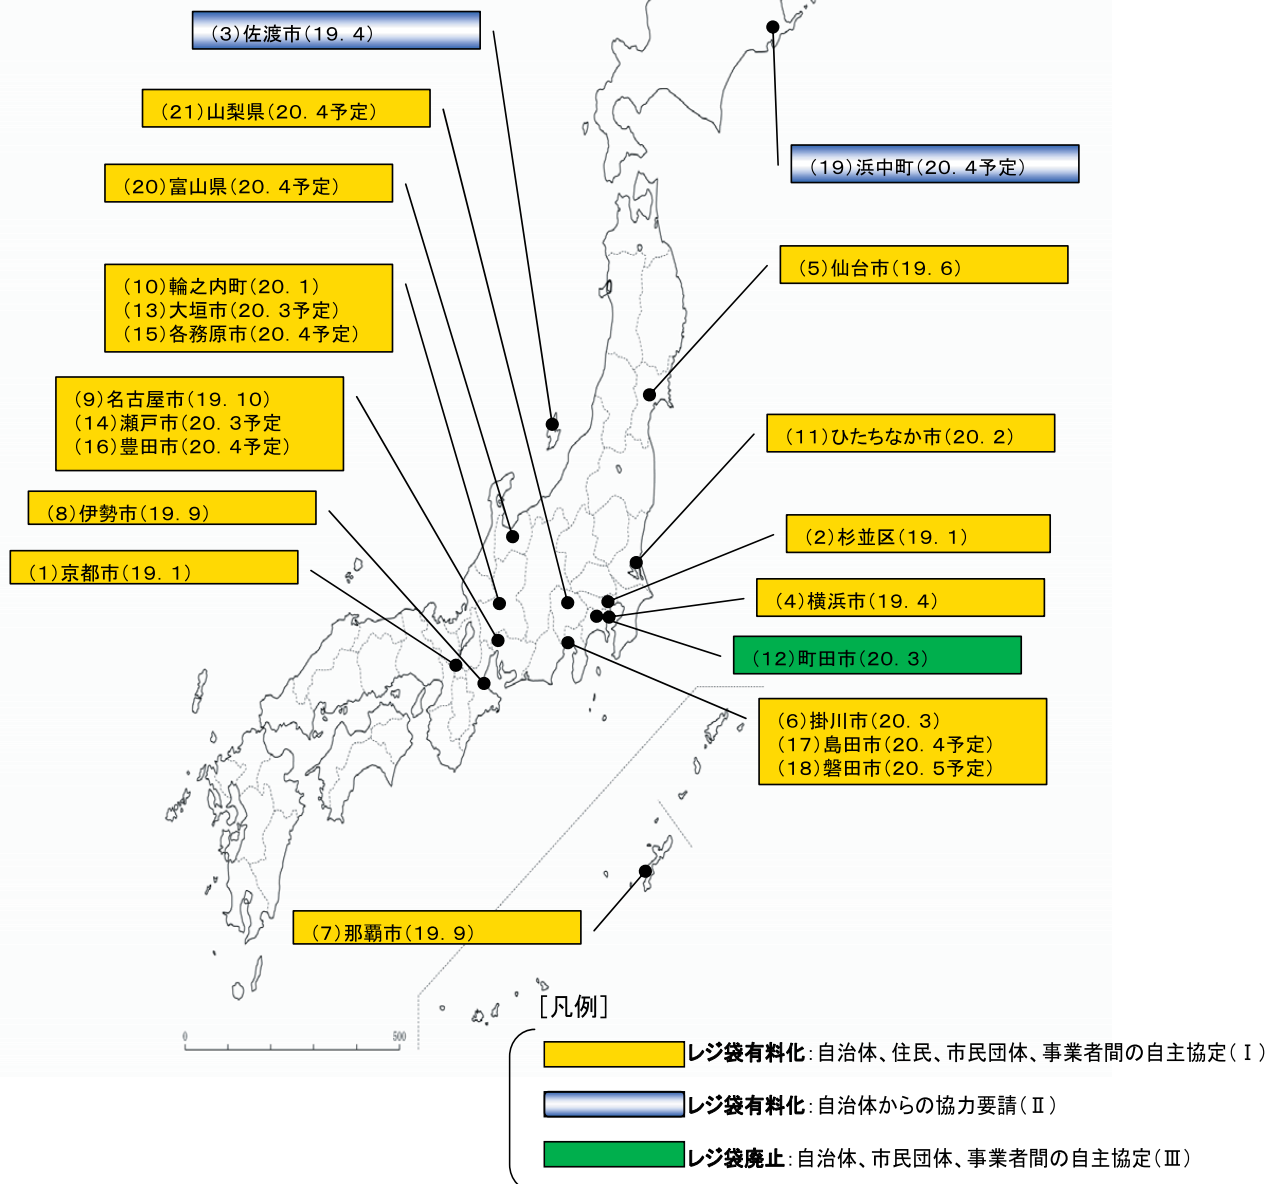 （３）佐渡市（１９．４）
（２１）山梨県（２０．４予定）
（１９）浜中町（２０．４予定）
（２０）富山県（２０．４予定）
（５）仙台市（１９．６）
（１０）輪之内町（２０．１）
（１３）大垣市（２０．３予定）
（１５）各務原市（２０．４予定）
（９）名古屋市（１９．１０）
（１４）瀬戸市（２０．３予定
（１６）豊田市（２０．４予定）
（１１）ひたちなか市（２０．２）
（８）伊勢市（１９．９）
（２）杉並区（１９．１）
（１）京都市（１９．１）
（４）横浜市（１９．４）
（１２）町田市（２０．３）
（６）掛川市（２０．３）
（１７）島田市（２０．４予定）
（１８）磐田市（２０．５予定）
（７）那覇市（１９．９）
［凡例］
0 500
レジ袋有料化：自治体、住民、市民団体、事業者間の自主協定（Ⅰ）
レジ袋有料化：自治体からの協力要請（Ⅱ）
レジ袋廃止：自治体、市民団体、事業者間の自主協定（Ⅲ）